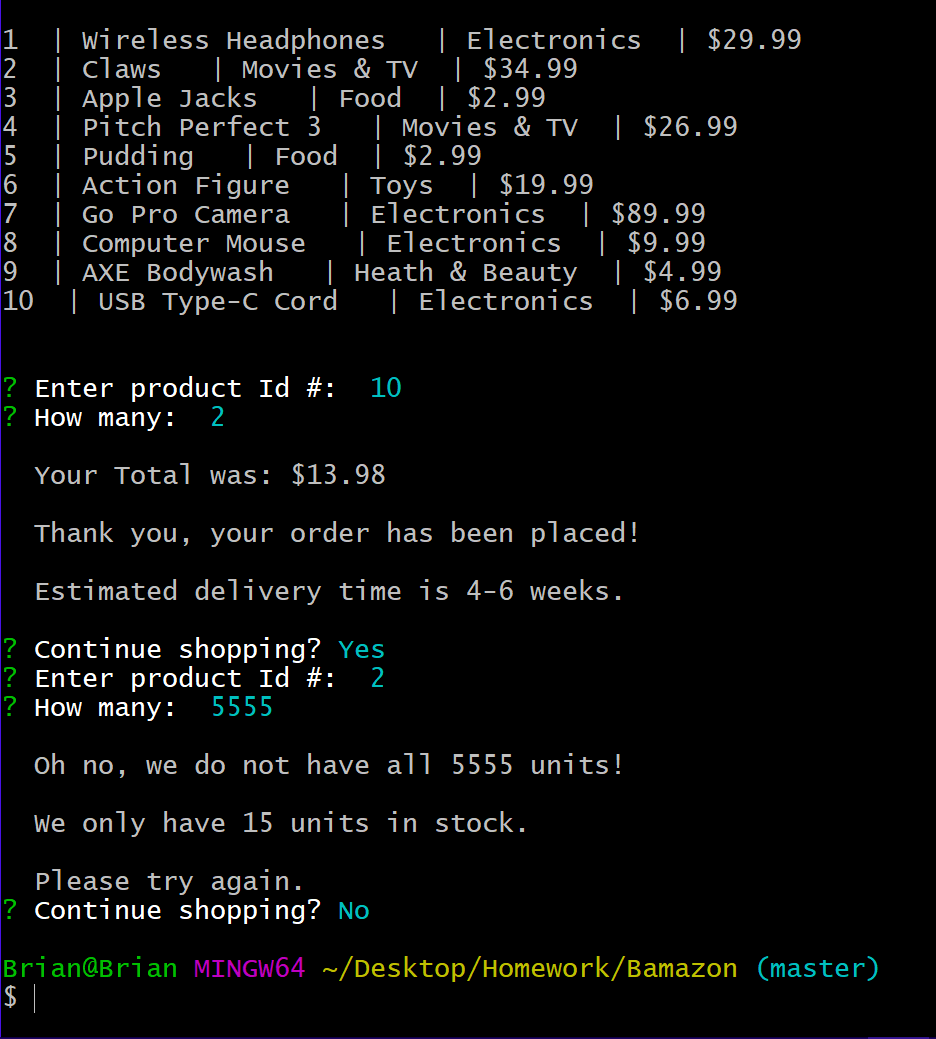 1  | Wireless Headphones   | Electronics  | $29.99
2  | Claws   | Movies & TV  | $34.99
3  | Apple Jacks   | Food  | $2.99
4  | Pitch Perfect 3   | Movies & TV  | $26.99
5  | Pudding   | Food  | $2.99
6  | Action Figure   | Toys  | $19.99
7  | Go Pro Camera   | Electronics  | $89.99
8  | Computer Mouse   | Electronics  | $9.99
9  | AXE Bodywash   | Heath & Beauty  | $4.99
10  | USB Type-C Cord   | Electronics  | $6.99
? Enter product Id #:  10
? How many:  2
Your Total was: $13.98
Thank you, your order has been placed!
Estimated delivery time is 4-6 weeks.
? Continue shopping? Yes
? Enter product Id #:  2
? How many:  5555
Oh no, we do not have all 5555 units!
We only have 15 units in stock.
Please try again.
? Continue shopping? No
Brian@Brian MINGW64 ~/Desktop/Homework/Bamazon (master)
$